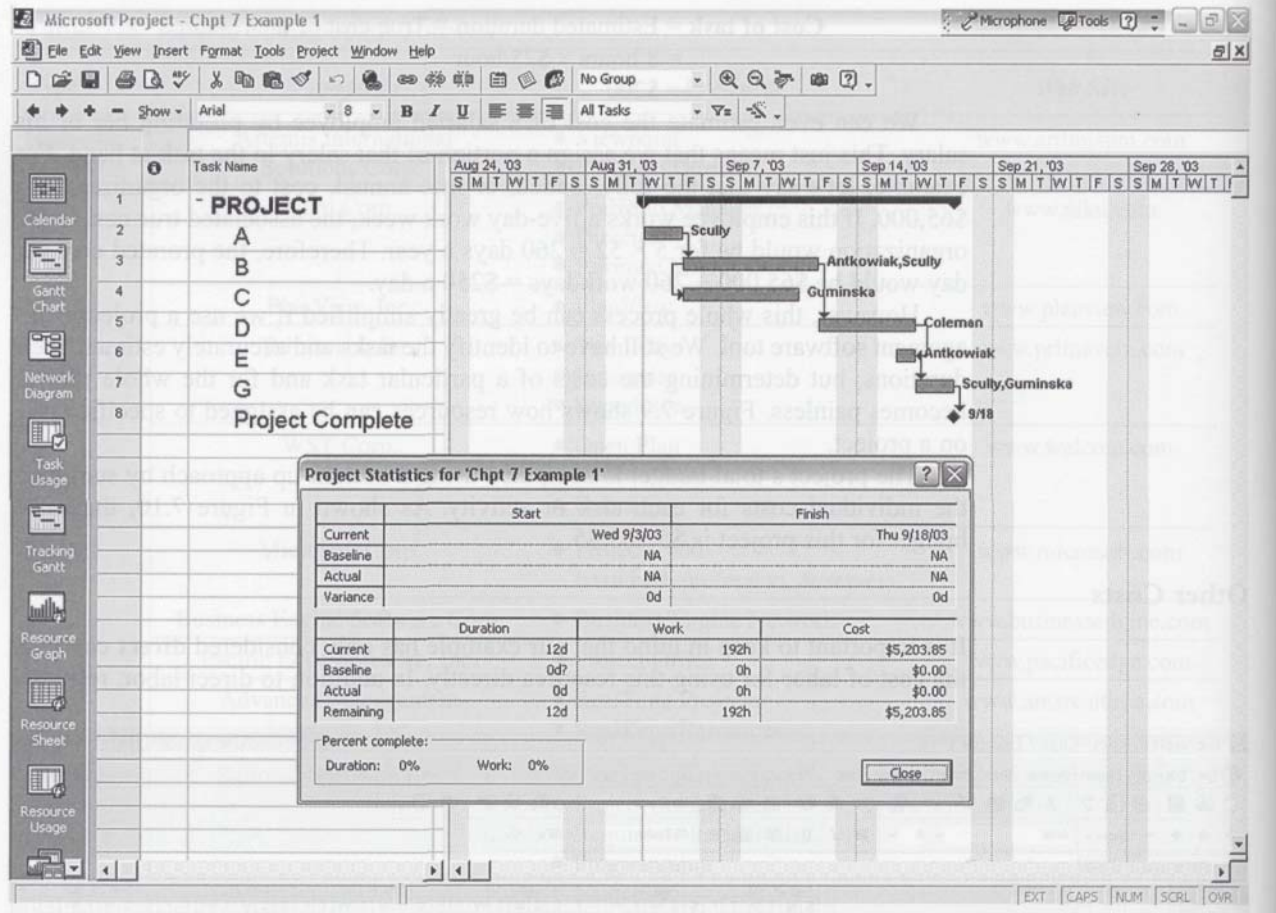 Microsoft Project - Chpt 7 Example 1
Microphone Tools
File Edit View Insert Format Tools Project Window Help
No Group
Show Arial 8 B I U All Tasks
Task Name
Aug 24, '03 Aug 31, '03 Sep 7, '03 Sep 14, '03 Sep 21, '03 Sep 28, '03
S M T W T F S S M T W T F S S M T W T F S S M T W T F S S M T W T F S S M T W T F
1 - PROJECT
2 A Scully
3 B Antkowiak,Scully
4 C Guminska
5 D Coleman
6 E Antkowiak
7 G Scully,Guminska
8 Project Complete 9/18
Calendar
Gantt Chart
Network Diagram
Task Usage
Tracking Gantt
Resource Graph
Resource Sheet
Resource Usage
Project Statistics for 'Chpt 7 Example 1'
Start Finish
Current Wed 9/3/03 Thu 9/18/03
Baseline NA NA
Actual NA NA
Variance 0d 0d
Duration Work Cost
Current 12d 192h $5,203.85
Baseline 0d? 0h $0.00
Actual 0d 0h $0.00
Remaining 12d 192h $5,203.85
Percent complete:
Duration: 0% Work: 0%
Close
EXT CAPS NUM SCRL OVR